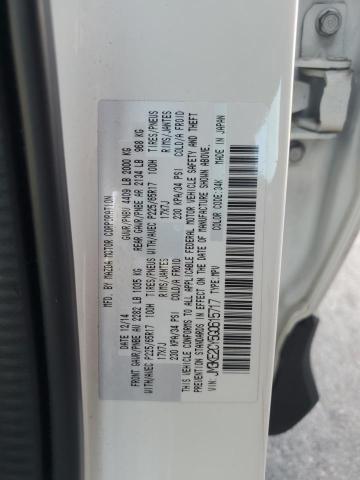 MFD. BY MAZDA MOTOR CORPORATION
DATE: 12/14 GVWR/PNBV 4409 LB 2000 KG
FRONT GAWR/PNBE AV 2282 LB 1035 KG REAR GAWR/PNBE AR 2134 LB 968 KG
WITH/AVEC P225/65R17 100H TIRES/PNEUS WITH/AVEC P225/65R17 100H TIRES/PNEUS
17X7J RIMS/JANTES 17X7J RIMS/JANTES
230 KPA/34 PSI COLD/A FROID 230 KPA/34 PSI COLD/A FROID
THIS VEHICLE CONFORMS TO ALL APPLICABLE FEDERAL MOTOR VEHICLE SAFETY AND THEFT
PREVENTION STANDARDS IN EFFECT ON THE DATE OF MANUFACTURE SHOWN ABOVE.
VIN: TYPE:MPV COLOR CODE:34K MADE IN JAPAN